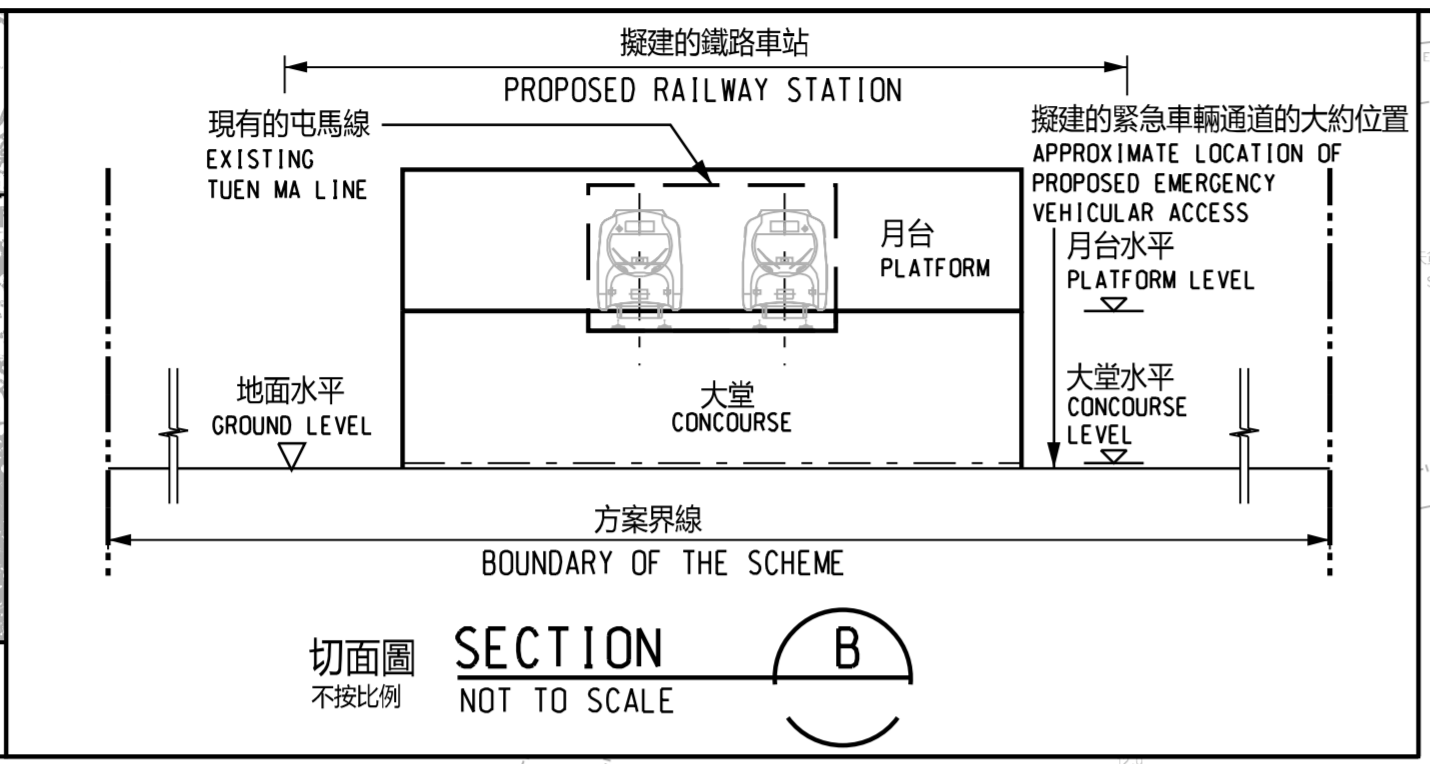 擬建的鐵路車站
PROPOSED RAILWAY STATION
現有的屯馬線
EXISTING
TUEN MA LINE
擬建的緊急車輛通道的大約位置
APPROXIMATE LOCATION OF
PROPOSED EMERGENCY
VEHICULAR ACCESS
月台
PLATFORM
月台水平
PLATFORM LEVEL
地面水平
GROUND LEVEL
大堂
CONCOURSE
大堂水平
CONCOURSE
LEVEL
方案界線
BOUNDARY OF THE SCHEME
切面圖
不按比例
SECTION
NOT TO SCALE
B